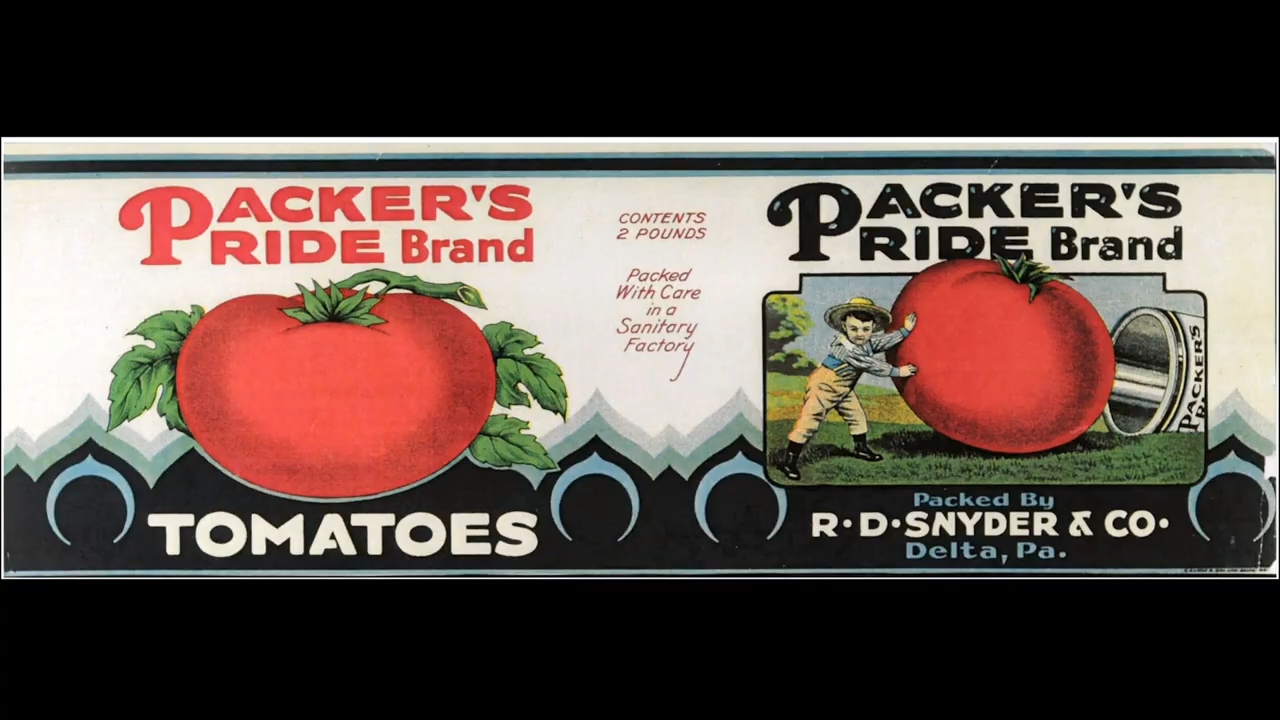 PACKER'S
PRIDE Brand
TOMATOES
CONTENTS
2 POUNDS
Packed
With Care
in a
Sanitary
Factory
PACKER'S
PRIDE Brand
PACKER'S
Packed By
R·D·SNYDER & CO·
Delta, Pa.